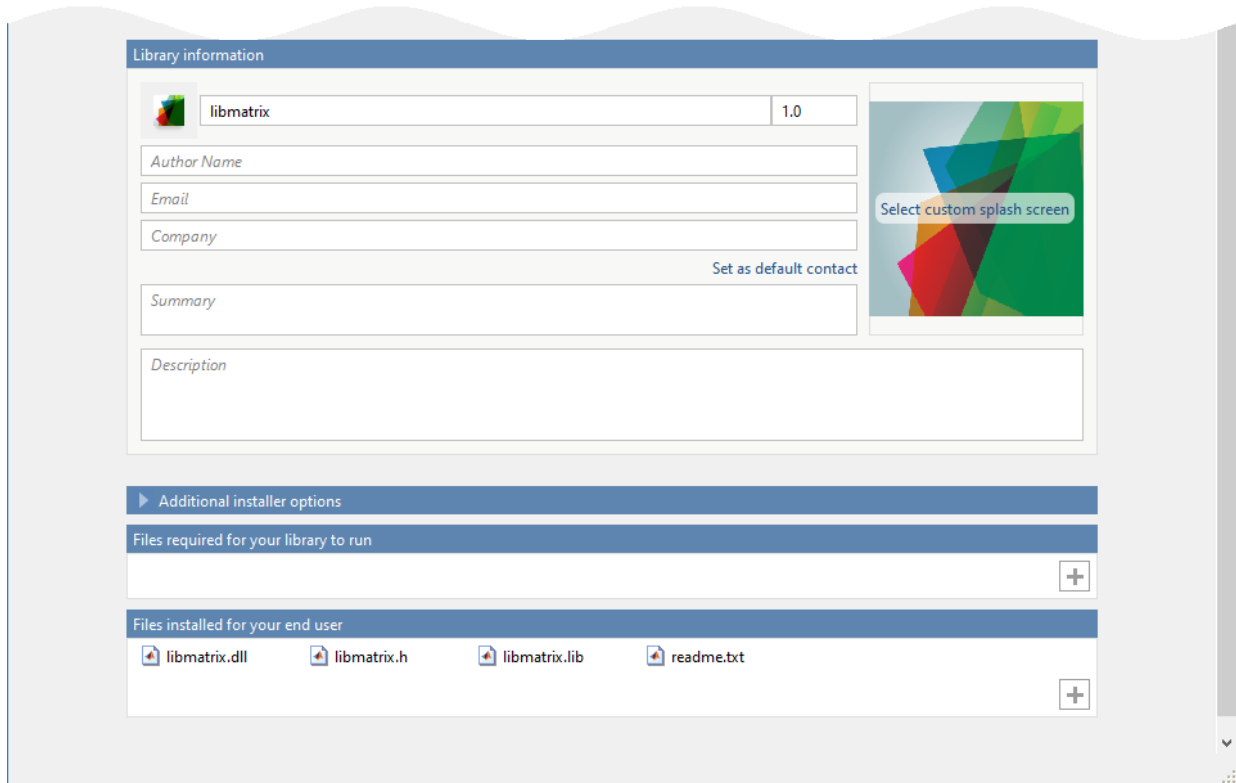 Library information
libmatrix 1.0
Author Name
Email
Company
Select custom splash screen
Set as default contact
Summary
Description
Additional installer options
Files required for your library to run
Files installed for your end user
libmatrix.dll libmatrix.h libmatrix.lib readme.txt